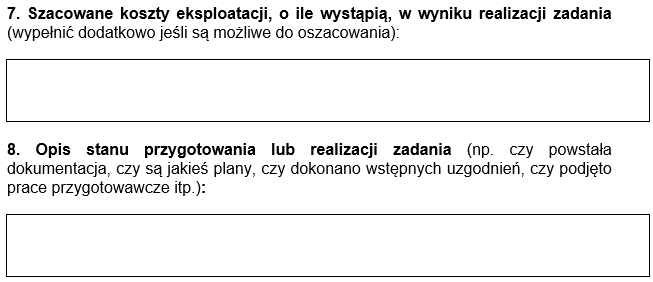 7. Szacowane koszty eksploatacji, o ile wystąpią, w wyniku realizacji zadania
(wypełnić dodatkowo jeśli są możliwe do oszacowania):
8. Opis stanu przygotowania lub realizacji zadania (np. czy powstała
dokumentacja, czy są jakieś plany, czy dokonano wstępnych uzgodnień, czy podjęto
prace przygotowawcze itp.):